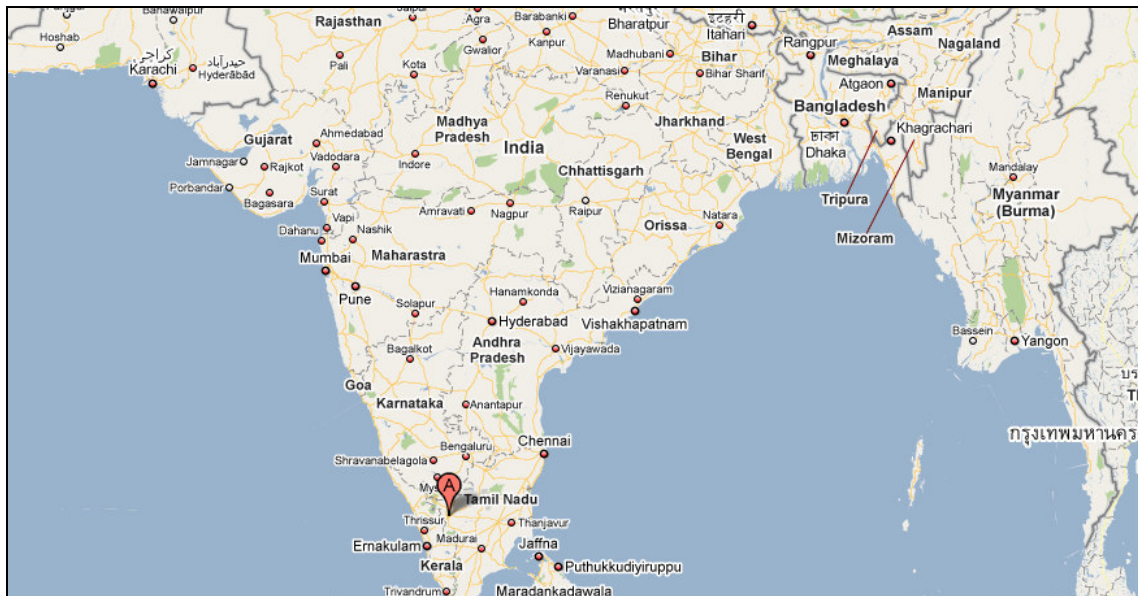 Rajasthan
Agra
Barabanki
Bharatpur
इटहरी
Itahari
Assam
Nagaland
Hoshab
Gwalior
Kanpur
Madhubani
Bihar
Rangpur
Meghalaya
كراچي
Karachi
حيدرآباد
Hyderābād
Pali
Kota
Varanasi
Bihar Sharif
Atgaon
Manipur
Renukut
Bangladesh
Gujarat
Ahmedabad
Madhya
Pradesh
Jharkhand
West
Bengal
ঢাকা
Dhaka
Khagrachari
India
Jamnagar
Rajkot
Vadodara
Indore
Chhattisgarh
Mandalay
Porbandar
Bagasara
Surat
Amravati
Nagpur
Raipur
Tripura
Myanmar
(Burma)
Vapi
Dahanu
Nashik
Orissa
Natara
Mizoram
Mumbai
Maharastra
Pune
Solapur
Hanamkonda
Vizianagaram
Hyderabad
Vishakhapatnam
Bagalkot
Andhra
Pradesh
Vijayawada
Bassein
Yangon
Goa
Karnataka
Anantapur
Bengaluru
Chennai
กรุงเทพมหานคร
Shravanabelagola
A
Tamil Nadu
Thrissur
Thanjavur
Ernakulam
Madurai
Jaffna
Kerala
Puthukkudiyiruppu
Trivandrum
Maradankadawala